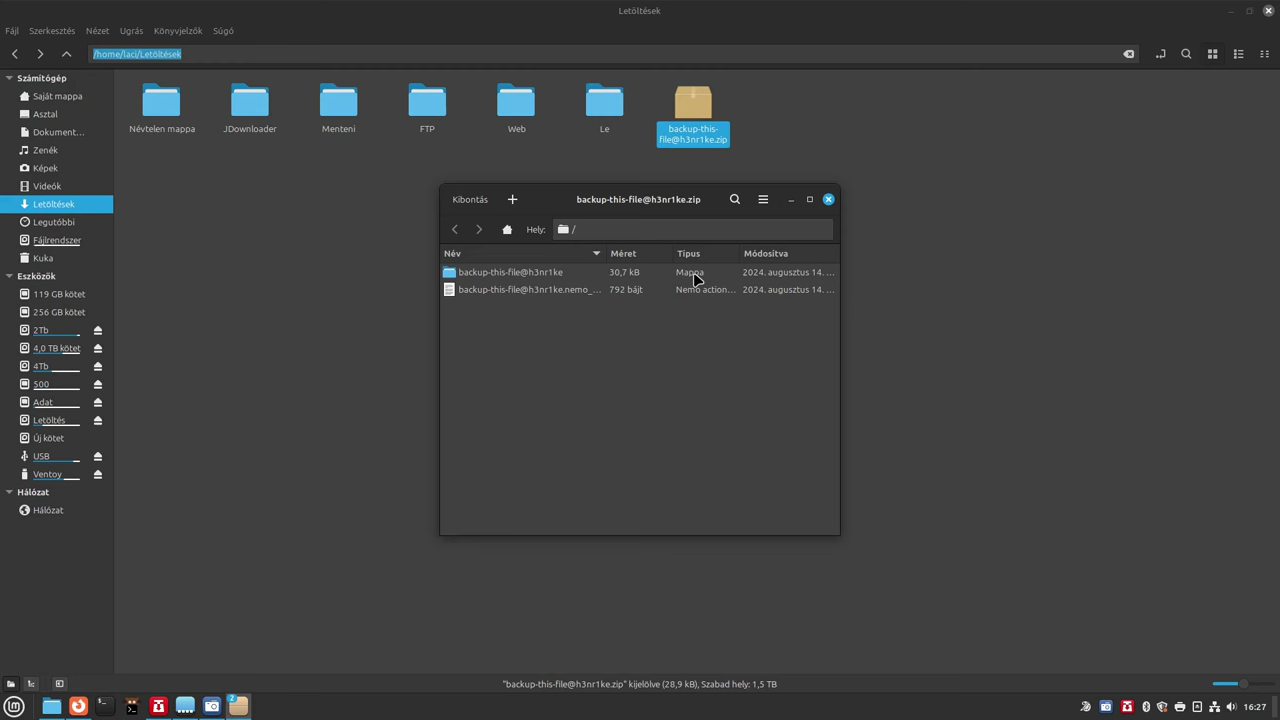 Letöltések
Fájl Szerkesztés Nézet Ugrás Könyvjelzők Súgó
/home/laci/Letöltések
Számítógép
Saját mappa
Asztal
Dokument...
Zenék
Képek
Videók
Letöltések
Legutóbbi
Fájlrendszer
Kuka
Eszközök
119 GB kötet
256 GB kötet
2Tb
4,0 TB kötet
4Tb
500
Adat
Letöltés
Új kötet
USB
Ventoy
Hálózat
Hálózat
Névtelen mappa
JDownloader
Menteni
FTP
Web
Le
backup-this-
file@h3nr1ke.zip
Kibontás
backup-this-file@h3nr1ke.zip
Hely: /
Név Méret Típus Módosítva
backup-this-file@h3nr1ke 30,7 kB Mappa 2024. augusztus 14. ...
backup-this-file@h3nr1ke.nemo_... 792 bájt Nemo action... 2024. augusztus 14. ...
"backup-this-file@h3nr1ke.zip" kijelölve (28,9 kB), Szabad hely: 1,5 TB
2
16:27